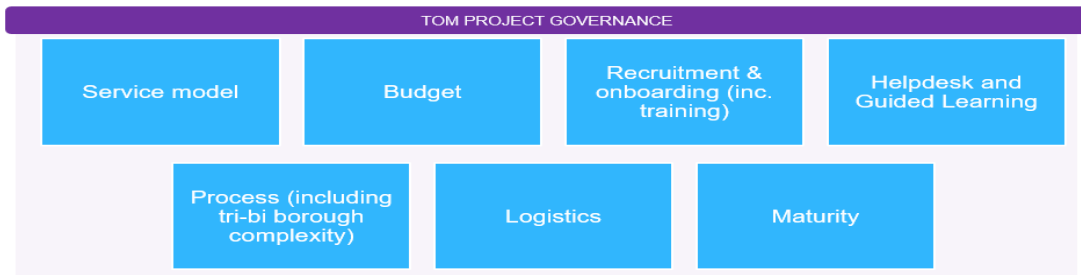 TOM PROJECT GOVERNANCE
Service model
Budget
Recruitment &
onboarding (inc.
training)
Helpdesk and
Guided Learning
Process (including
tri-bi borough
complexity)
Logistics
Maturity